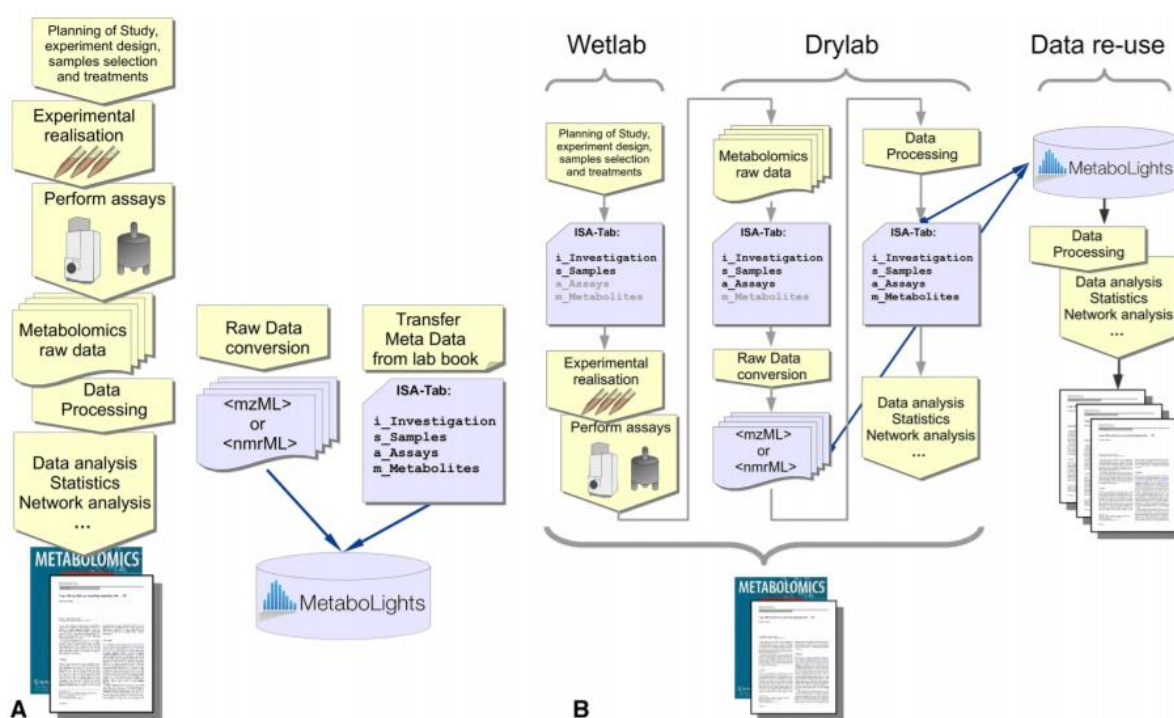 Planning of Study,
experiment design,
samples selection
and treatments
Experimental
realisation
Perform assays
Metabolomics
raw data
Data
Processing
Data analysis
Statistics
Network analysis
...
METABOLOMICS
Raw Data
conversion
<mzML>
or
<nmrML>
Transfer
Meta Data
from lab book
ISA-Tab:
i_Investigation
s_Samples
a_Assays
m_Metabolites
MetaboLights
A
Wetlab
Planning of Study,
experiment design,
samples selection
and treatments
ISA-Tab:
i_Investigation
s_Samples
a_Assays
m_Metabolites
Experimental
realisation
Perform assays
Drylab
Metabolomics
raw data
ISA-Tab:
i_Investigation
s_Samples
a_Assays
m_Metabolites
Raw Data
conversion
<mzML>
or
<nmrML>
Data
Processing
ISA-Tab:
i_Investigation
s_Samples
a_Assays
m_Metabolites
Data analysis
Statistics
Network analysis
...
Data re-use
MetaboLights
Data
Processing
Data analysis
Statistics
Network analysis
...
METABOLOMICS
B